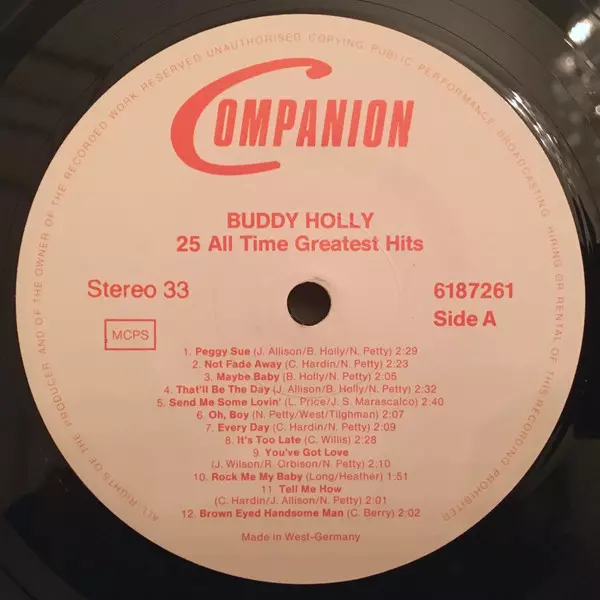 ALL RIGHTS OF THE PRODUCER AND OF THE OWNER OF THE RECORDED WORK RESERVED UNAUTHORISED COPYING PUBLIC PERFORMANCE BROADCASTING HIRING OR RENTAL OF THIS RECORDING PROHIBITED
COMPANION
BUDDY HOLLY
25 All Time Greatest Hits
Stereo 33
6187261
MCPS
Side A
1. Peggy Sue (J. Allison/B. Holly/N. Petty) 2:29
2. Not Fade Away (C. Hardin/N. Petty) 2:23
3. Maybe Baby (B. Holly/N. Petty) 2:05
4. That'll Be The Day (J. Allison/B. Holly/N. Petty) 2:32
5. Send Me Some Lovin' (L. Price/J. S. Marascalco) 2:40
6. Oh, Boy (N. Petty/West/Tilghman) 2:07
7. Every Day (C. Hardin/N. Petty) 2:09
8. It's Too Late (C. Willis) 2:28
9. You've Got Love
(J. Wilson/R. Orbison/N. Petty) 2:10
10. Rock Me My Baby (Long/Heather) 1:51
11 Tell Me How
(C. Hardin/J. Allison/N. Petty) 2:01
12. Brown Eyed Handsome Man (C. Berry) 2:02
Made in West-Germany